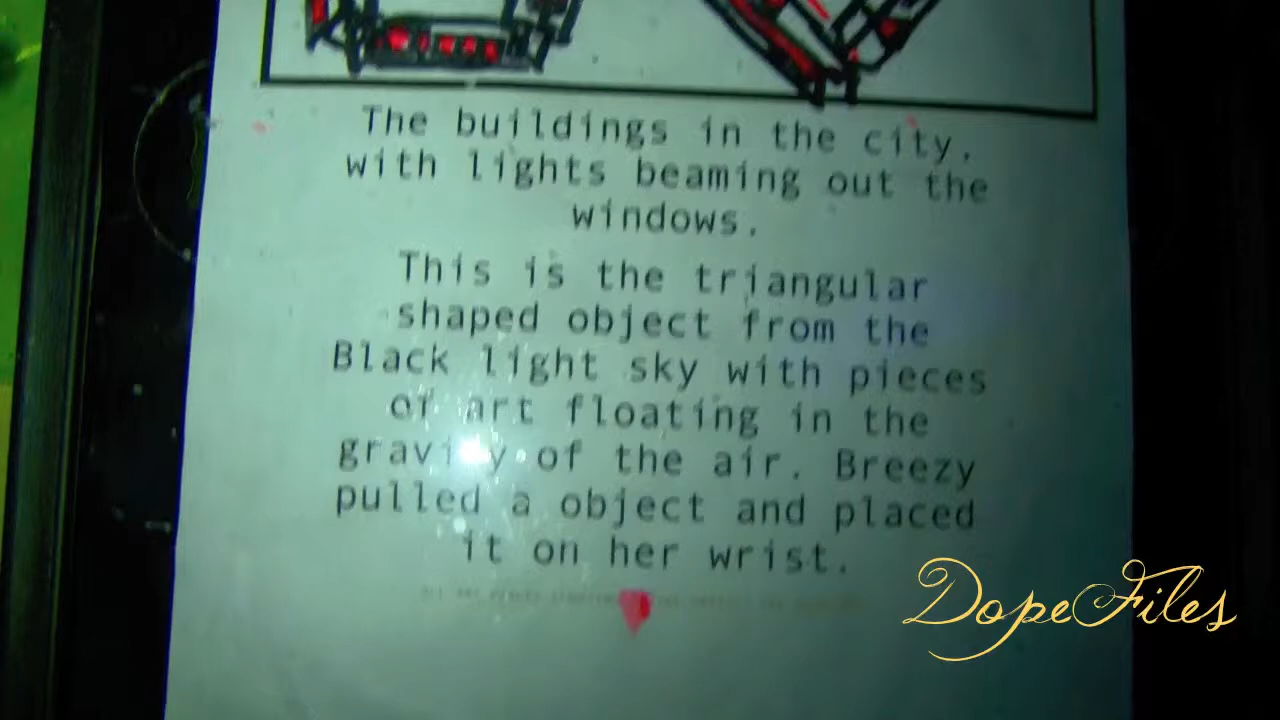 The buildings in the city,
with lights beaming out the
windows.
This is the triangular
shaped object from the
Black light sky with pieces
of art floating in the
gravity of the air. Breezy
pulled a object and placed
it on her wrist.
DopeFiles